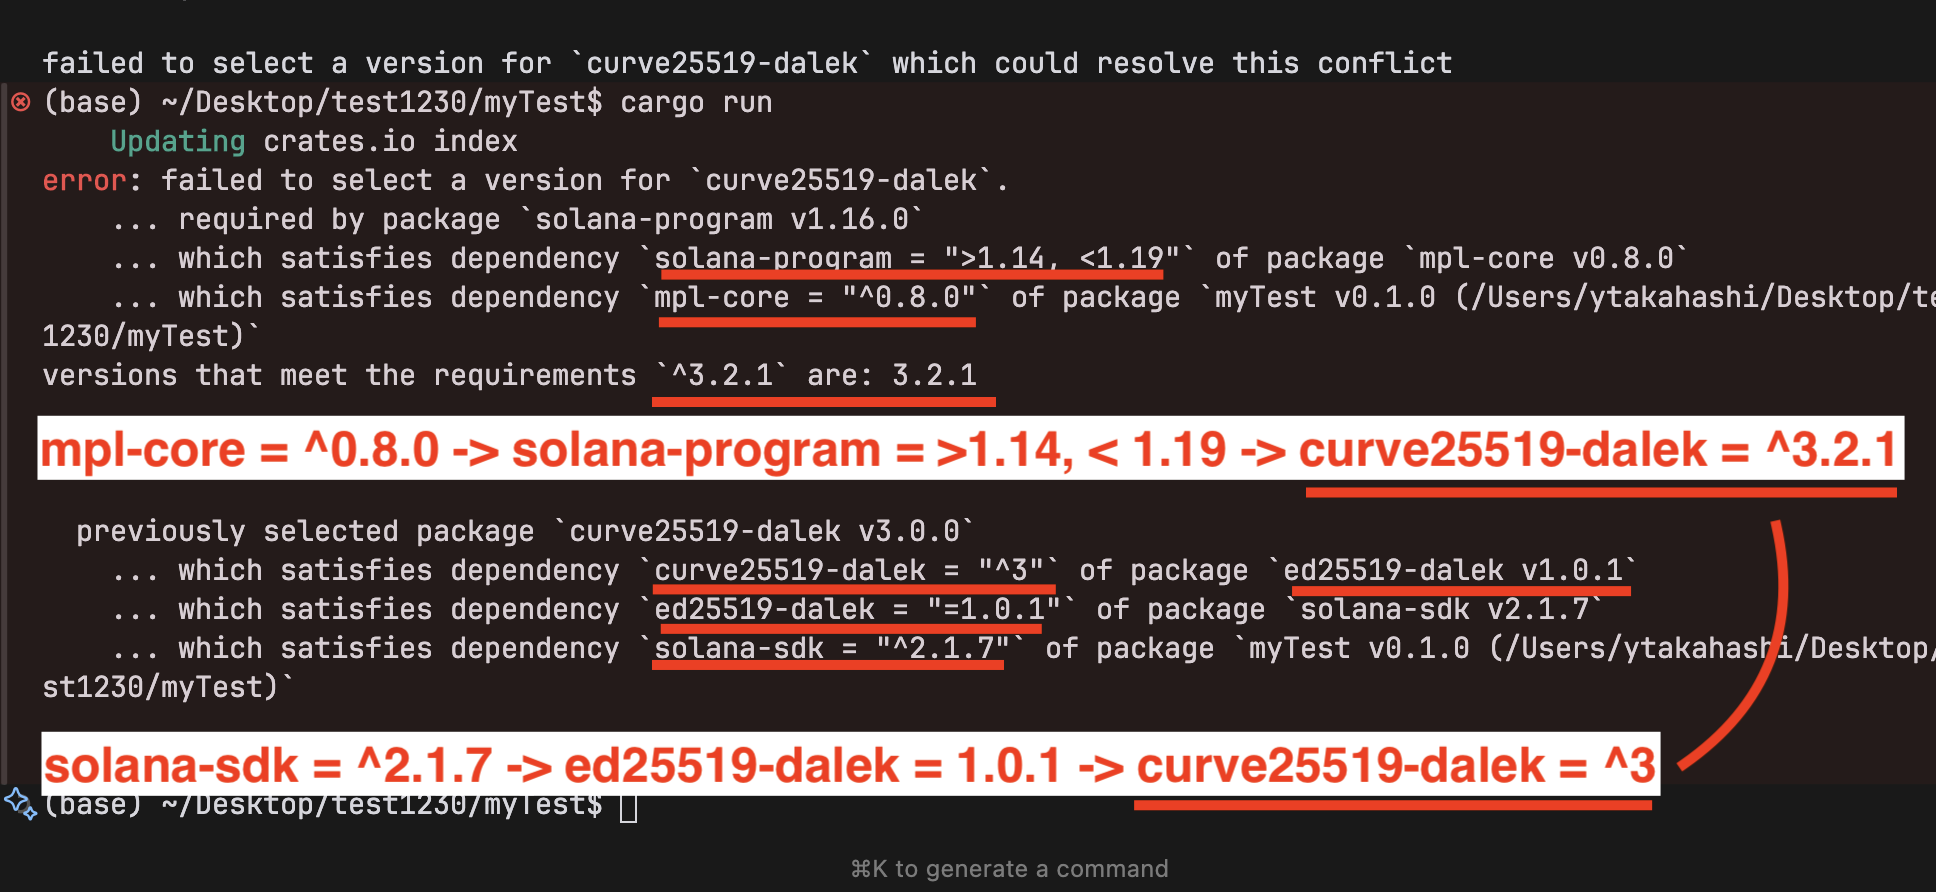 failed to select a version for `curve25519-dalek` which could resolve this conflict
(base) ~/Desktop/test1230/myTest$ cargo run
Updating crates.io index
error: failed to select a version for `curve25519-dalek`.
... required by package `solana-program v1.16.0`
... which satisfies dependency `solana-program = ">1.14, <1.19"` of package `mpl-core v0.8.0`
... which satisfies dependency `mpl-core = "^0.8.0"` of package `myTest v0.1.0 (/Users/ytakahashi/Desktop/te
1230/myTest)`
versions that meet the requirements `^3.2.1` are: 3.2.1
mpl-core = ^0.8.0 -> solana-program = >1.14, < 1.19 -> curve25519-dalek = ^3.2.1
previously selected package `curve25519-dalek v3.0.0`
... which satisfies dependency `curve25519-dalek = "^3"` of package `ed25519-dalek v1.0.1`
... which satisfies dependency `ed25519-dalek = "=1.0.1"` of package `solana-sdk v2.1.7`
... which satisfies dependency `solana-sdk = "^2.1.7"` of package `myTest v0.1.0 (/Users/ytakahashi/Desktop/
st1230/myTest)`
solana-sdk = ^2.1.7 -> ed25519-dalek = 1.0.1 -> curve25519-dalek = ^3
(base) ~/Desktop/test1230/myTest$
⌘K to generate a command